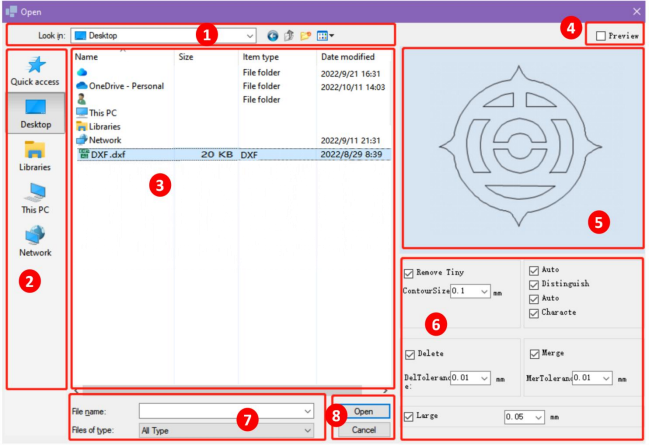 Open
Look in:
Desktop
1
4
Preview
Quick access
Desktop
Libraries
This PC
Network
2
Name Size Item type Date modified
File folder 2022/9/21 16:31
OneDrive - Personal File folder 2022/10/11 14:03
File folder
This PC
Libraries
Network 2022/9/11 21:31
DXF.dxf 20 KB DXF 2022/8/29 8:39
3
5
Remove Tiny
ContourSize 0.1 mm
Auto
Distinguish
Auto
Characte
6
Delete
DelToleranc 0.01 mm
e:
Merge
MerToleranc 0.01 mm
Large 0.05 mm
File name:
Files of type: All Type
7
8
Open
Cancel